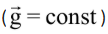 (g⃗ = const)